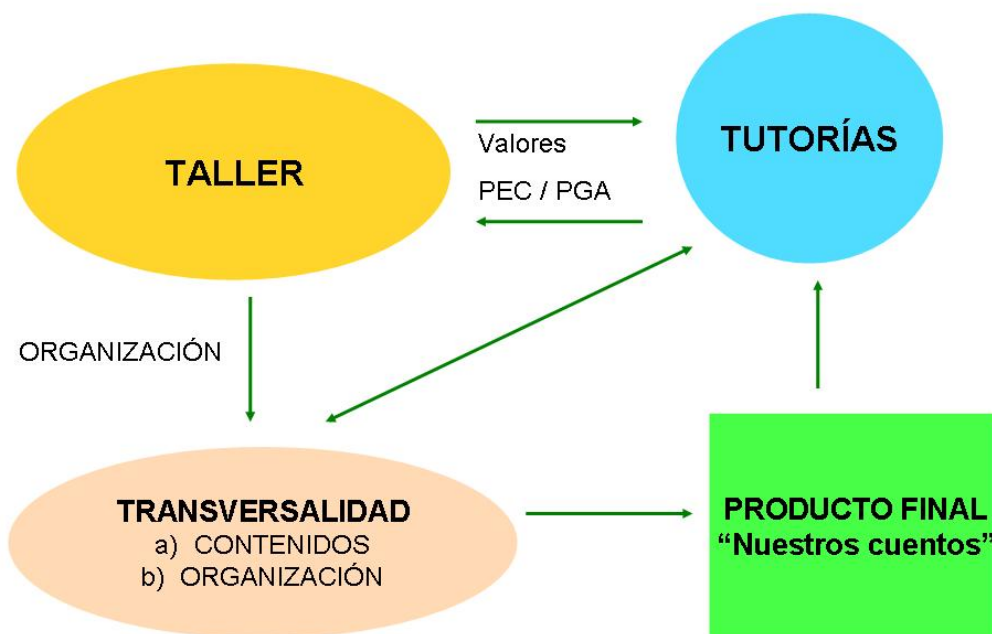 TALLER
Valores
PEC / PGA
TUTORÍAS
ORGANIZACIÓN
TRANSVERSALIDAD
a) CONTENIDOS
b) ORGANIZACIÓN
PRODUCTO FINAL
“Nuestros cuentos”